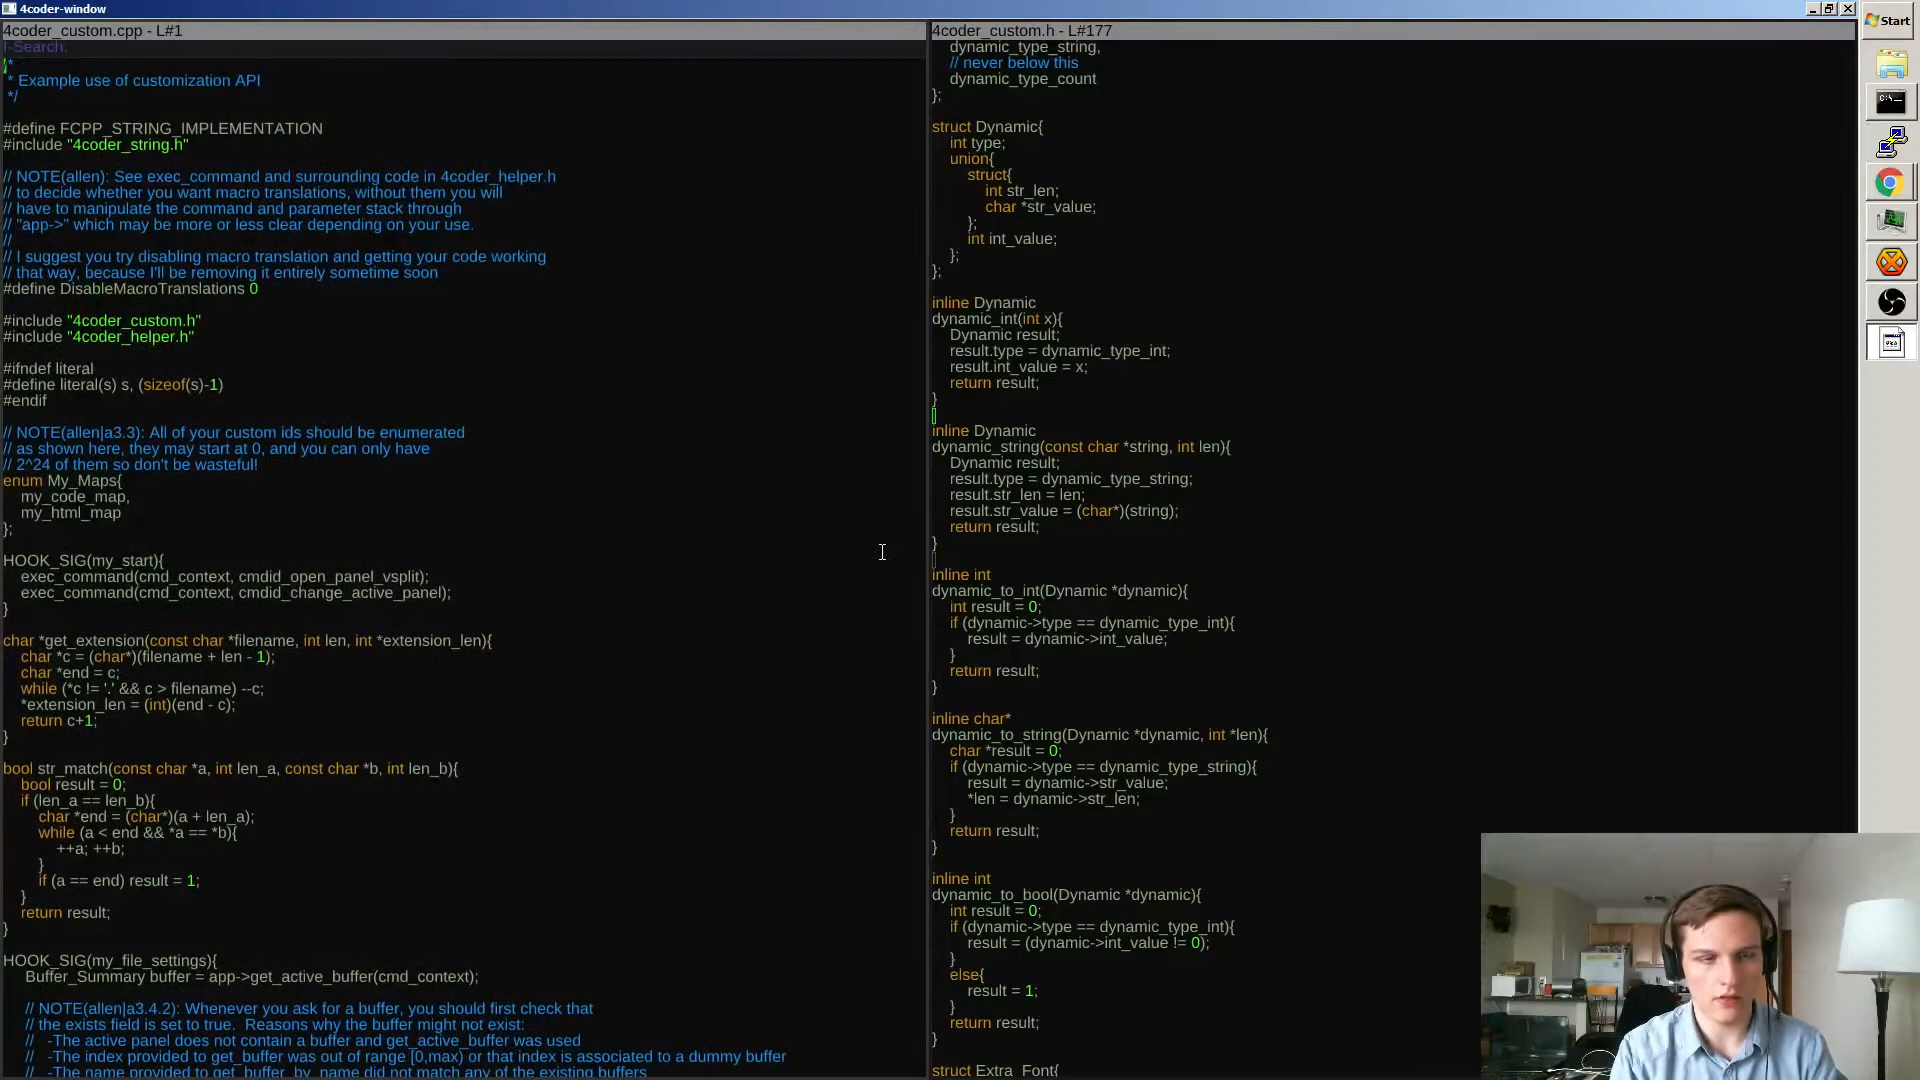 4coder-window
Start
4coder_custom.cpp - L#1
I-Search:
/*
* Example use of customization API
*/
#define FCPP_STRING_IMPLEMENTATION
#include "4coder_string.h"
// NOTE(allen): See exec_command and surrounding code in 4coder_helper.h
// to decide whether you want macro translations, without them you will
// have to manipulate the command and parameter stack through
// "app->" which may be more or less clear depending on your use.
//
// I suggest you try disabling macro translation and getting your code working
// that way, because I'll be removing it entirely sometime soon
#define DisableMacroTranslations 0
#include "4coder_custom.h"
#include "4coder_helper.h"
#ifndef literal
#define literal(s) s, (sizeof(s)-1)
#endif
// NOTE(allen|a3.3): All of your custom ids should be enumerated
// as shown here, they may start at 0, and you can only have
// 2^24 of them so don't be wasteful!
enum My_Maps{
my_code_map,
my_html_map
};
HOOK_SIG(my_start){
exec_command(cmd_context, cmdid_open_panel_vsplit);
exec_command(cmd_context, cmdid_change_active_panel);
}
char *get_extension(const char *filename, int len, int *extension_len){
char *c = (char*)(filename + len - 1);
char *end = c;
while (*c != '.' && c > filename) --c;
*extension_len = (int)(end - c);
return c+1;
}
bool str_match(const char *a, int len_a, const char *b, int len_b){
bool result = 0;
if (len_a == len_b){
char *end = (char*)(a + len_a);
while (a < end && *a == *b){
++a; ++b;
}
if (a == end) result = 1;
}
return result;
}
HOOK_SIG(my_file_settings){
Buffer_Summary buffer = app->get_active_buffer(cmd_context);
// NOTE(allen|a3.4.2): Whenever you ask for a buffer, you should first check that
// the exists field is set to true. Reasons why the buffer might not exist:
// -The active panel does not contain a buffer and get_active_buffer was used
// -The index provided to get_buffer was out of range [0,max) or that index is associated to a dummy buffer
// -The name provided to get_buffer_by_name did not match any of the existing buffers
4coder_custom.h - L#177
dynamic_type_string,
// never below this
dynamic_type_count
};
struct Dynamic{
int type;
union{
struct{
int str_len;
char *str_value;
};
int int_value;
};
};
inline Dynamic
dynamic_int(int x){
Dynamic result;
result.type = dynamic_type_int;
result.int_value = x;
return result;
}
inline Dynamic
dynamic_string(const char *string, int len){
Dynamic result;
result.type = dynamic_type_string;
result.str_len = len;
result.str_value = (char*)(string);
return result;
}
inline int
dynamic_to_int(Dynamic *dynamic){
int result = 0;
if (dynamic->type == dynamic_type_int){
result = dynamic->int_value;
}
return result;
}
inline char*
dynamic_to_string(Dynamic *dynamic, int *len){
char *result = 0;
if (dynamic->type == dynamic_type_string){
result = dynamic->str_value;
*len = dynamic->str_len;
}
return result;
}
inline int
dynamic_to_bool(Dynamic *dynamic){
int result = 0;
if (dynamic->type == dynamic_type_int){
result = (dynamic->int_value != 0);
}
else{
result = 1;
}
return result;
}
struct Extra_Font{